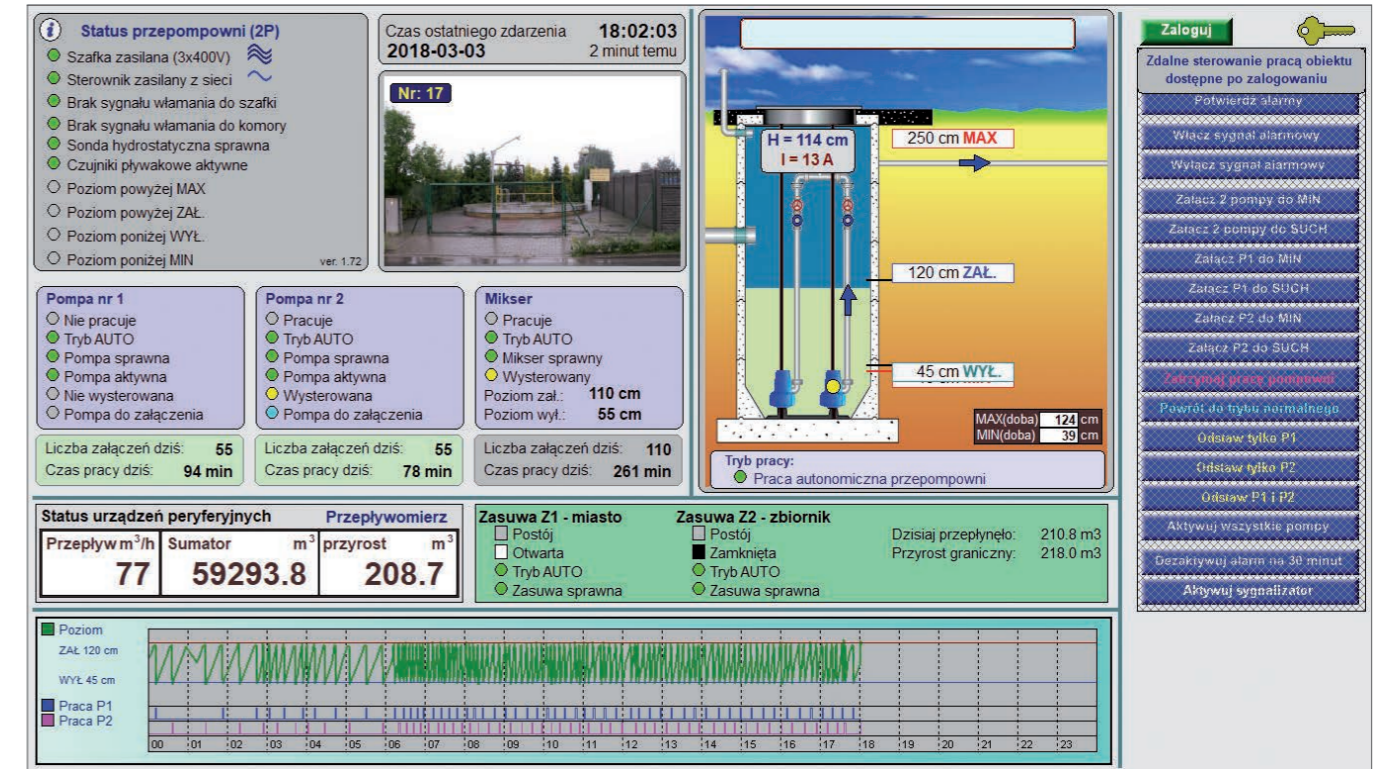 Status przepompowni (2P)
Szafka zasilana (3x400V)
Sterownik zasilany z sieci
Brak sygnału włamania do szafki
Brak sygnału włamania do komory
Sonda hydrostatyczna sprawna
Czujniki pływakowe aktywne
Poziom powyżej MAX
Poziom powyżej ZAŁ.
Poziom poniżej WYŁ.
Poziom poniżej MIN
ver. 1.72
Czas ostatniego zdarzenia 18:02:03
2018-03-03 2 minut temu
Nr: 17
Pompa nr 1
Nie pracuje
Tryb AUTO
Pompa sprawna
Pompa aktywna
Nie wysterowana
Pompa do załączenia
Liczba załączeń dziś: 55
Czas pracy dziś: 94 min
Pompa nr 2
Pracuje
Tryb AUTO
Pompa sprawna
Pompa aktywna
Wysterowana
Pompa do załączenia
Liczba załączeń dziś: 55
Czas pracy dziś: 78 min
Mikser
Pracuje
Tryb AUTO
Mikser sprawny
Wysterowany
Poziom zał.: 110 cm
Poziom wył.: 55 cm
Liczba załączeń dziś: 110
Czas pracy dziś: 261 min
H = 114 cm
I = 13 A
250 cm MAX
120 cm ZAŁ.
45 cm WYŁ.
MAX(doba) 124 cm
MIN(doba) 39 cm
Tryb pracy:
Praca autonomiczna przepompowni
Zaloguj
Zdalne sterowanie pracą obiektu
dostępne po zalogowaniu
Potwierdź alarmy
Włącz sygnał alarmowy
Wyłącz sygnał alarmowy
Załącz 2 pompy do MIN
Załącz 2 pompy do SUCH
Załącz P1 do MIN
Załącz P1 do SUCH
Załącz P2 do MIN
Załącz P2 do SUCH
Zatrzymaj pracę pompowni
Powrót do trybu normalnego
Odstaw tylko P1
Odstaw tylko P2
Odstaw P1 i P2
Aktywuj wszystkie pompy
Dezaktywuj alarm na 30 minut
Aktywuj sygnalizator
Status urządzeń peryferyjnych Przepływomierz
Przepływ m³/h Sumator m³ przyrost m³
77 59293.8 208.7
Zasuwa Z1 - miasto
Postój
Otwarta
Tryb AUTO
Zasuwa sprawna
Zasuwa Z2 - zbiornik
Postój
Zamknięta
Tryb AUTO
Zasuwa sprawna
Dzisiaj przepłynęło: 210.8 m3
Przyrost graniczny: 218.0 m3
Poziom
ZAŁ 120 cm
WYŁ 45 cm
Praca P1
Praca P2
00 01 02 03 04 05 06 07 08 09 10 11 12 13 14 15 16 17 18 19 20 21 22 23